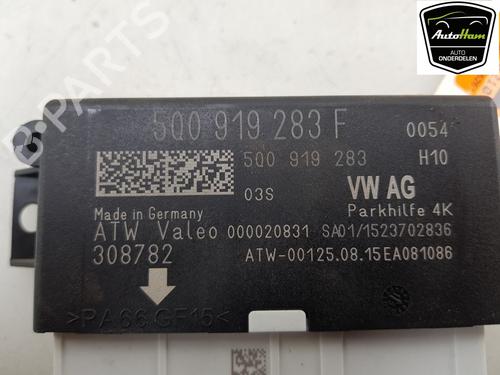 AutoHam
AUTO
ONDERDELEN
B-PARTS
5Q0 919 283 F
0054
5Q0 919 283
H10
03S
VW AG
Made in Germany
Parkhilfe 4K
ATW Valeo 000020831 SA01/1523702836
308782
ATW-00125.08.15EA081086
>PA66 GF15<